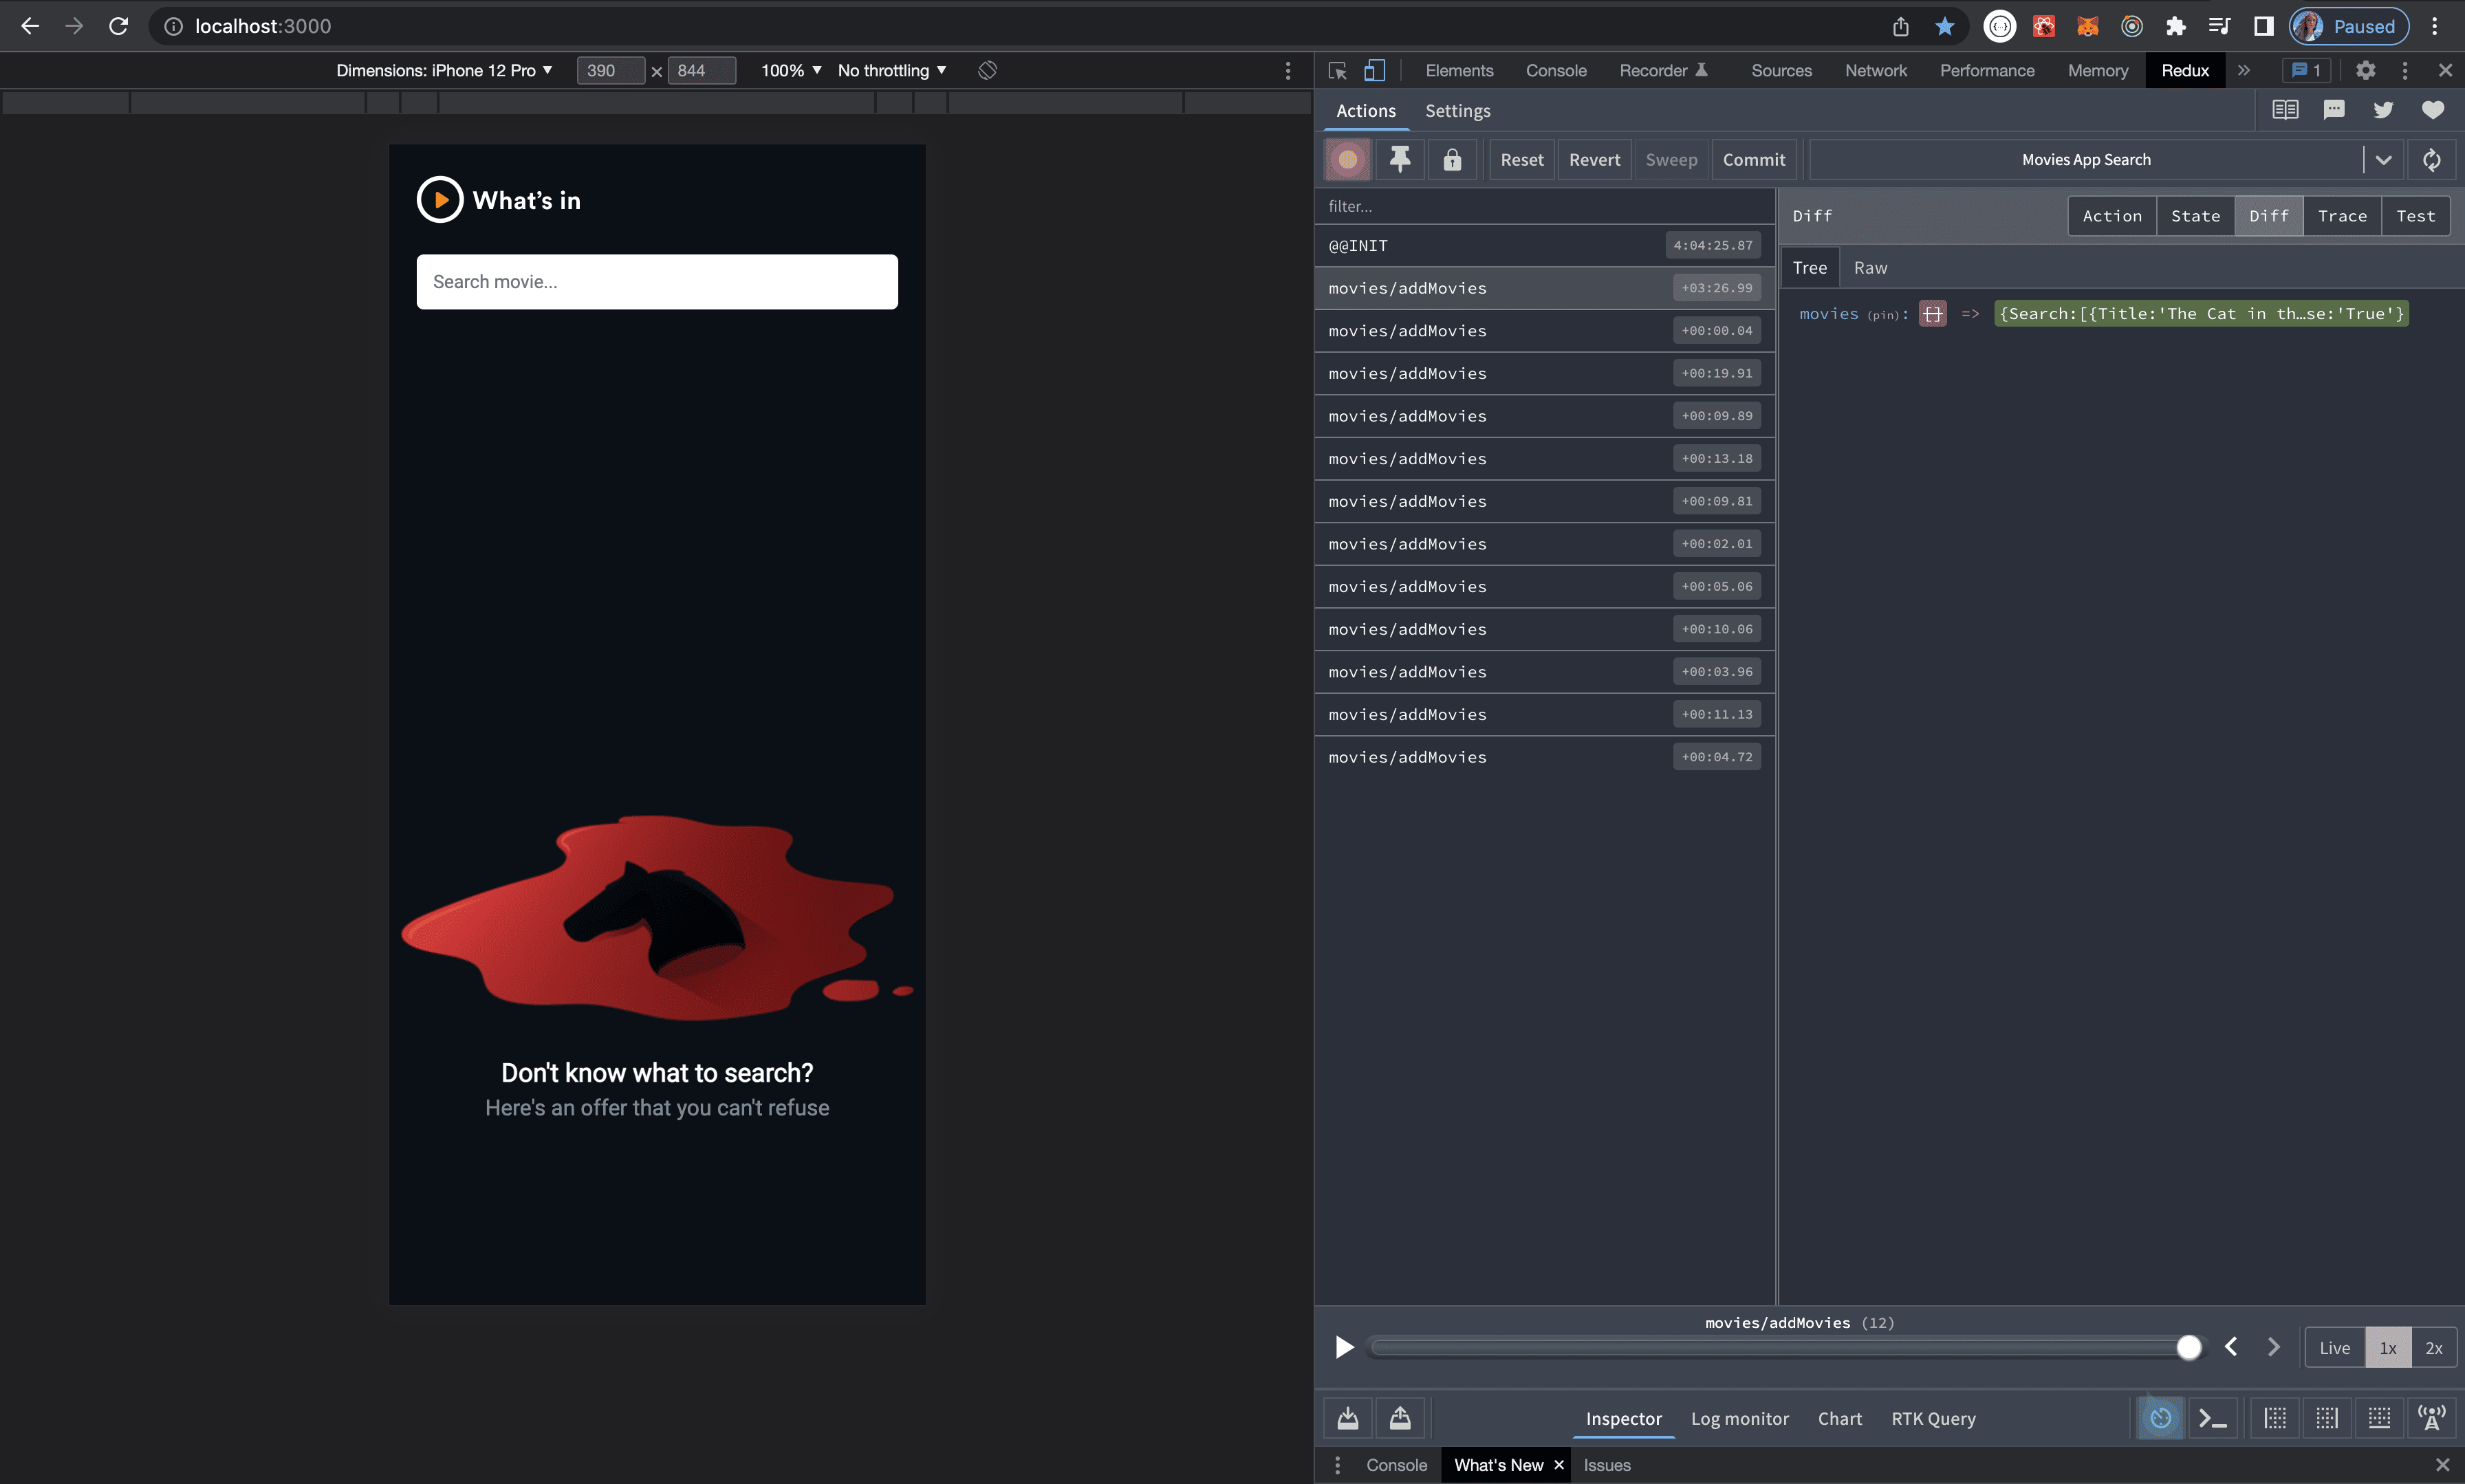 localhost:3000
Paused
Dimensions: iPhone 12 Pro ▼ 390 × 844 100% ▼ No throttling ▼
Elements Console Recorder Sources Network Performance Memory Redux » 1
Actions Settings
Reset Revert Sweep Commit Movies App Search
filter...
@@INIT 4:04:25.87
movies/addMovies +03:26.99
movies/addMovies +00:00.04
movies/addMovies +00:19.91
movies/addMovies +00:09.89
movies/addMovies +00:13.18
movies/addMovies +00:09.81
movies/addMovies +00:02.01
movies/addMovies +00:05.06
movies/addMovies +00:10.06
movies/addMovies +00:03.96
movies/addMovies +00:11.13
movies/addMovies +00:04.72
Diff Action State Diff Trace Test
Tree Raw
movies (pin): [] => {Search:[{Title:'The Cat in th…se:'True'}
What's in
Search movie...
Don't know what to search?
Here's an offer that you can't refuse
movies/addMovies (12)
Live 1x 2x
Inspector Log monitor Chart RTK Query
Console What's New × Issues